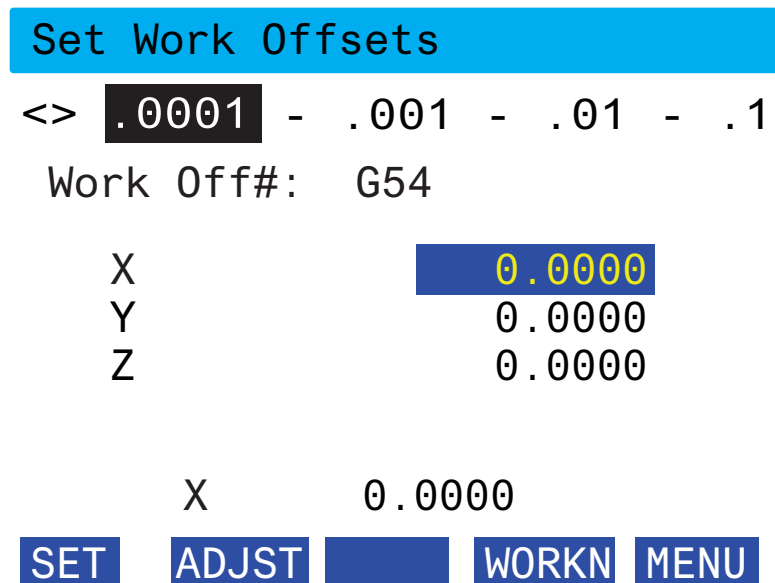 Set Work Offsets
<> .0001 - .001 - .01 - .1
Work Off#: G54
X 0.0000
Y 0.0000
Z 0.0000
X 0.0000
SET ADJST WORKN MENU